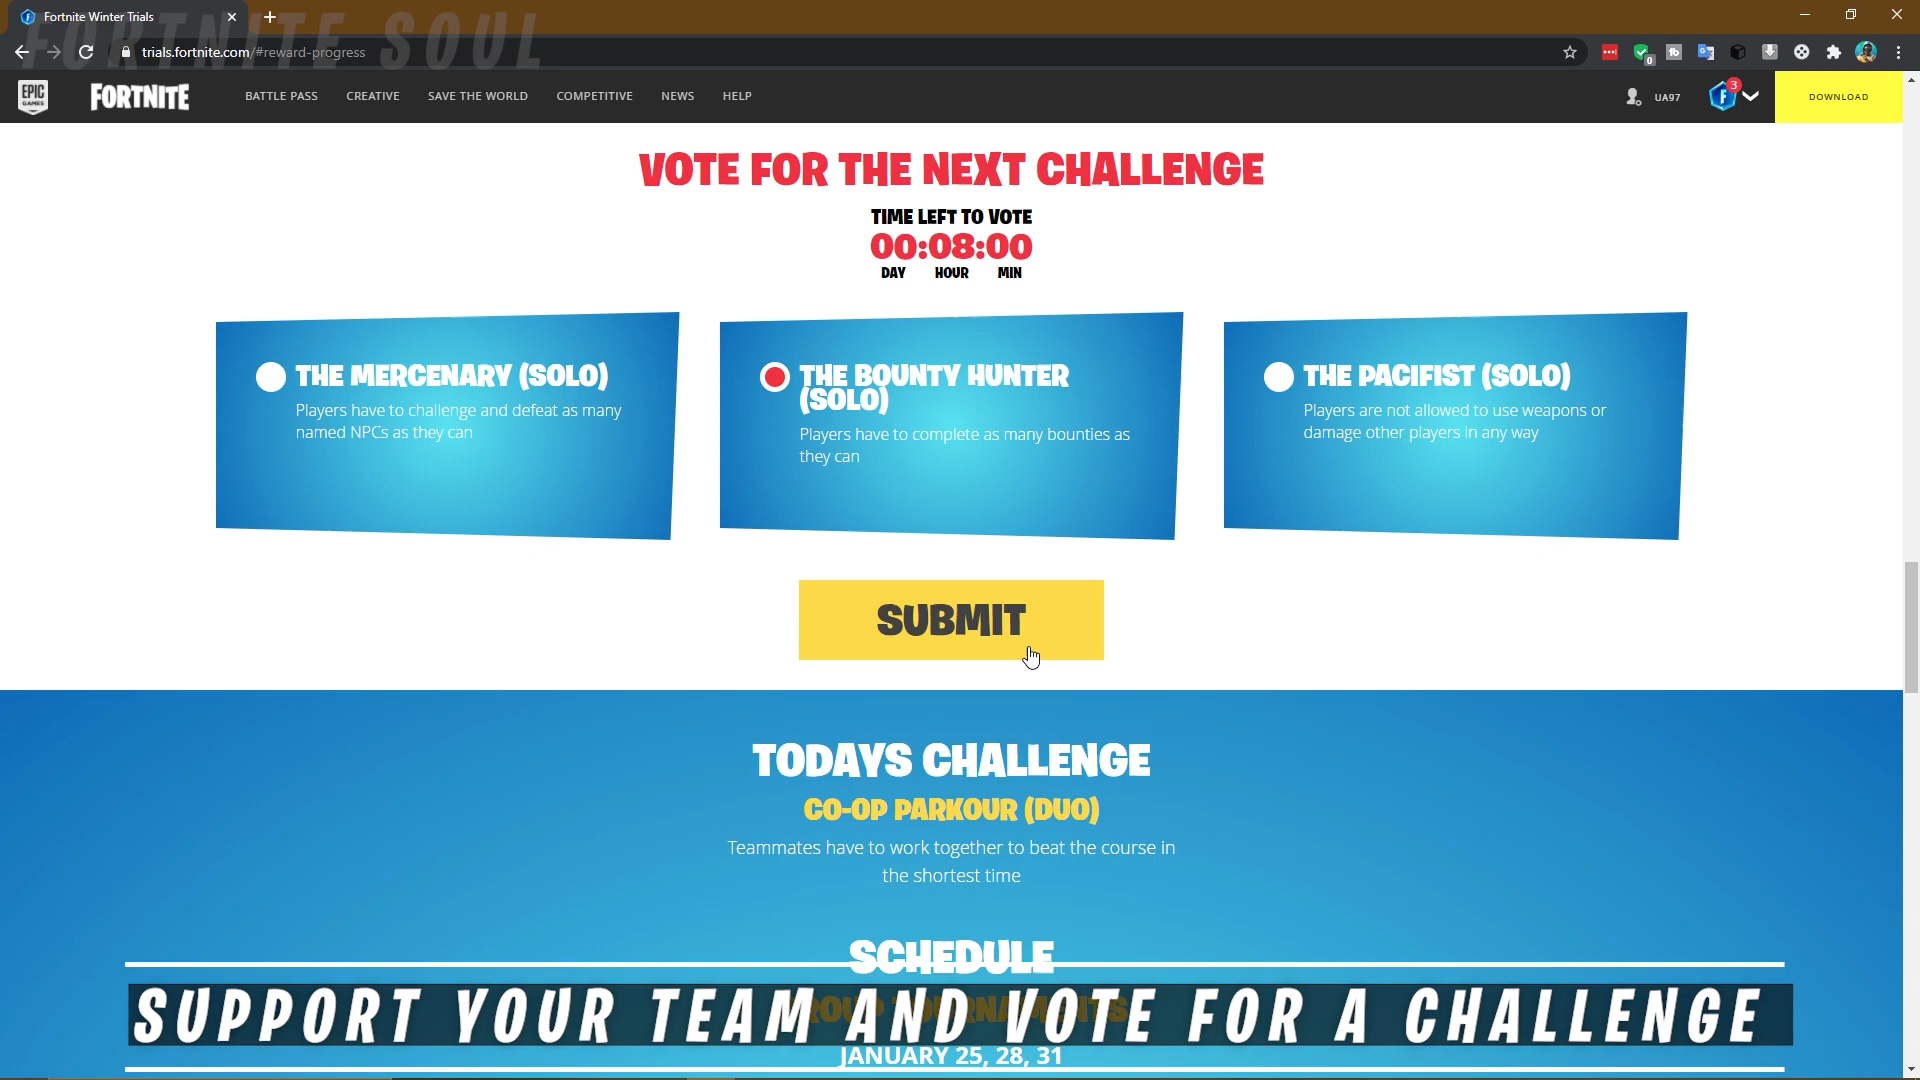 Fortnite Winter Trials
FORTNITE SOUL
trials.fortnite.com/#reward-progress
0
EPIC
GAMES
FORTNITE
BATTLE PASS
CREATIVE
SAVE THE WORLD
COMPETITIVE
NEWS
HELP
UA97
3
DOWNLOAD
VOTE FOR THE NEXT CHALLENGE
TIME LEFT TO VOTE
00:08:00
DAY HOUR MIN
THE MERCENARY (SOLO)
Players have to challenge and defeat as many
named NPCs as they can
THE BOUNTY HUNTER
(SOLO)
Players have to complete as many bounties as
they can
THE PACIFIST (SOLO)
Players are not allowed to use weapons or
damage other players in any way
SUBMIT
TODAYS CHALLENGE
CO-OP PARKOUR (DUO)
Teammates have to work together to beat the course in
the shortest time
SCHEDULE
SUPPORT YOUR TEAM AND VOTE FOR A CHALLENGE
JANUARY 25, 28, 31